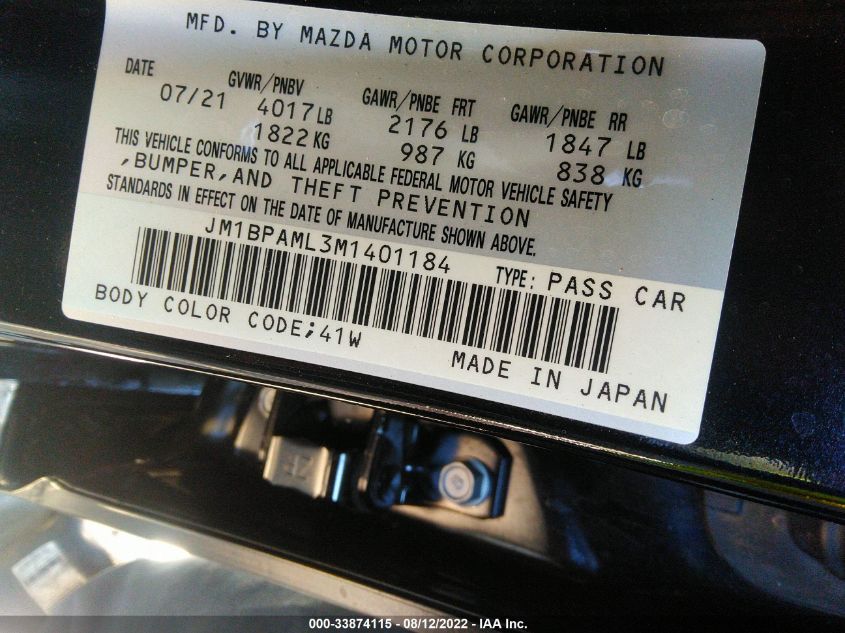 MFD. BY MAZDA MOTOR CORPORATION
DATE GVWR/PNBV GAWR/PNBE FRT GAWR/PNBE RR
07/21 4017LB 2176 LB 1847 LB
1822KG 987 KG 838 KG
THIS VEHICLE CONFORMS TO ALL APPLICABLE FEDERAL MOTOR VEHICLE SAFETY
,BUMPER,AND THEFT PREVENTION
STANDARDS IN EFFECT ON THE DATE OF MANUFACTURE SHOWN ABOVE.
JM1BPAML3M1401184 TYPE: PASS CAR
BODY COLOR CODE;41W
MADE IN JAPAN
000-33874115 - 08/12/2022 - IAA Inc.